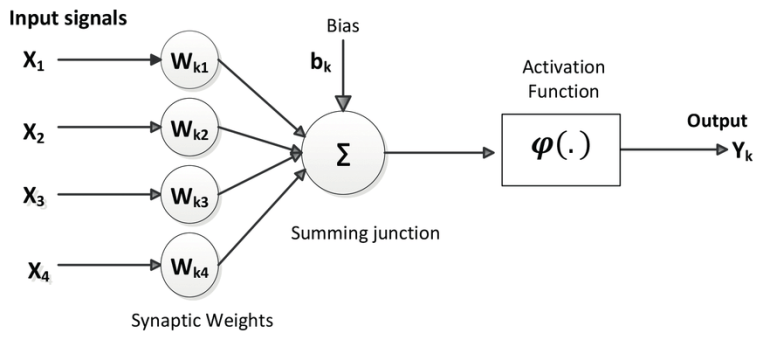 Input signals
X1
Wk1
X2
Wk2
X3
Wk3
X4
Wk4
Synaptic Weights
Bias
bk
Σ
Summing junction
Activation
Function
φ(.)
Output
Yk